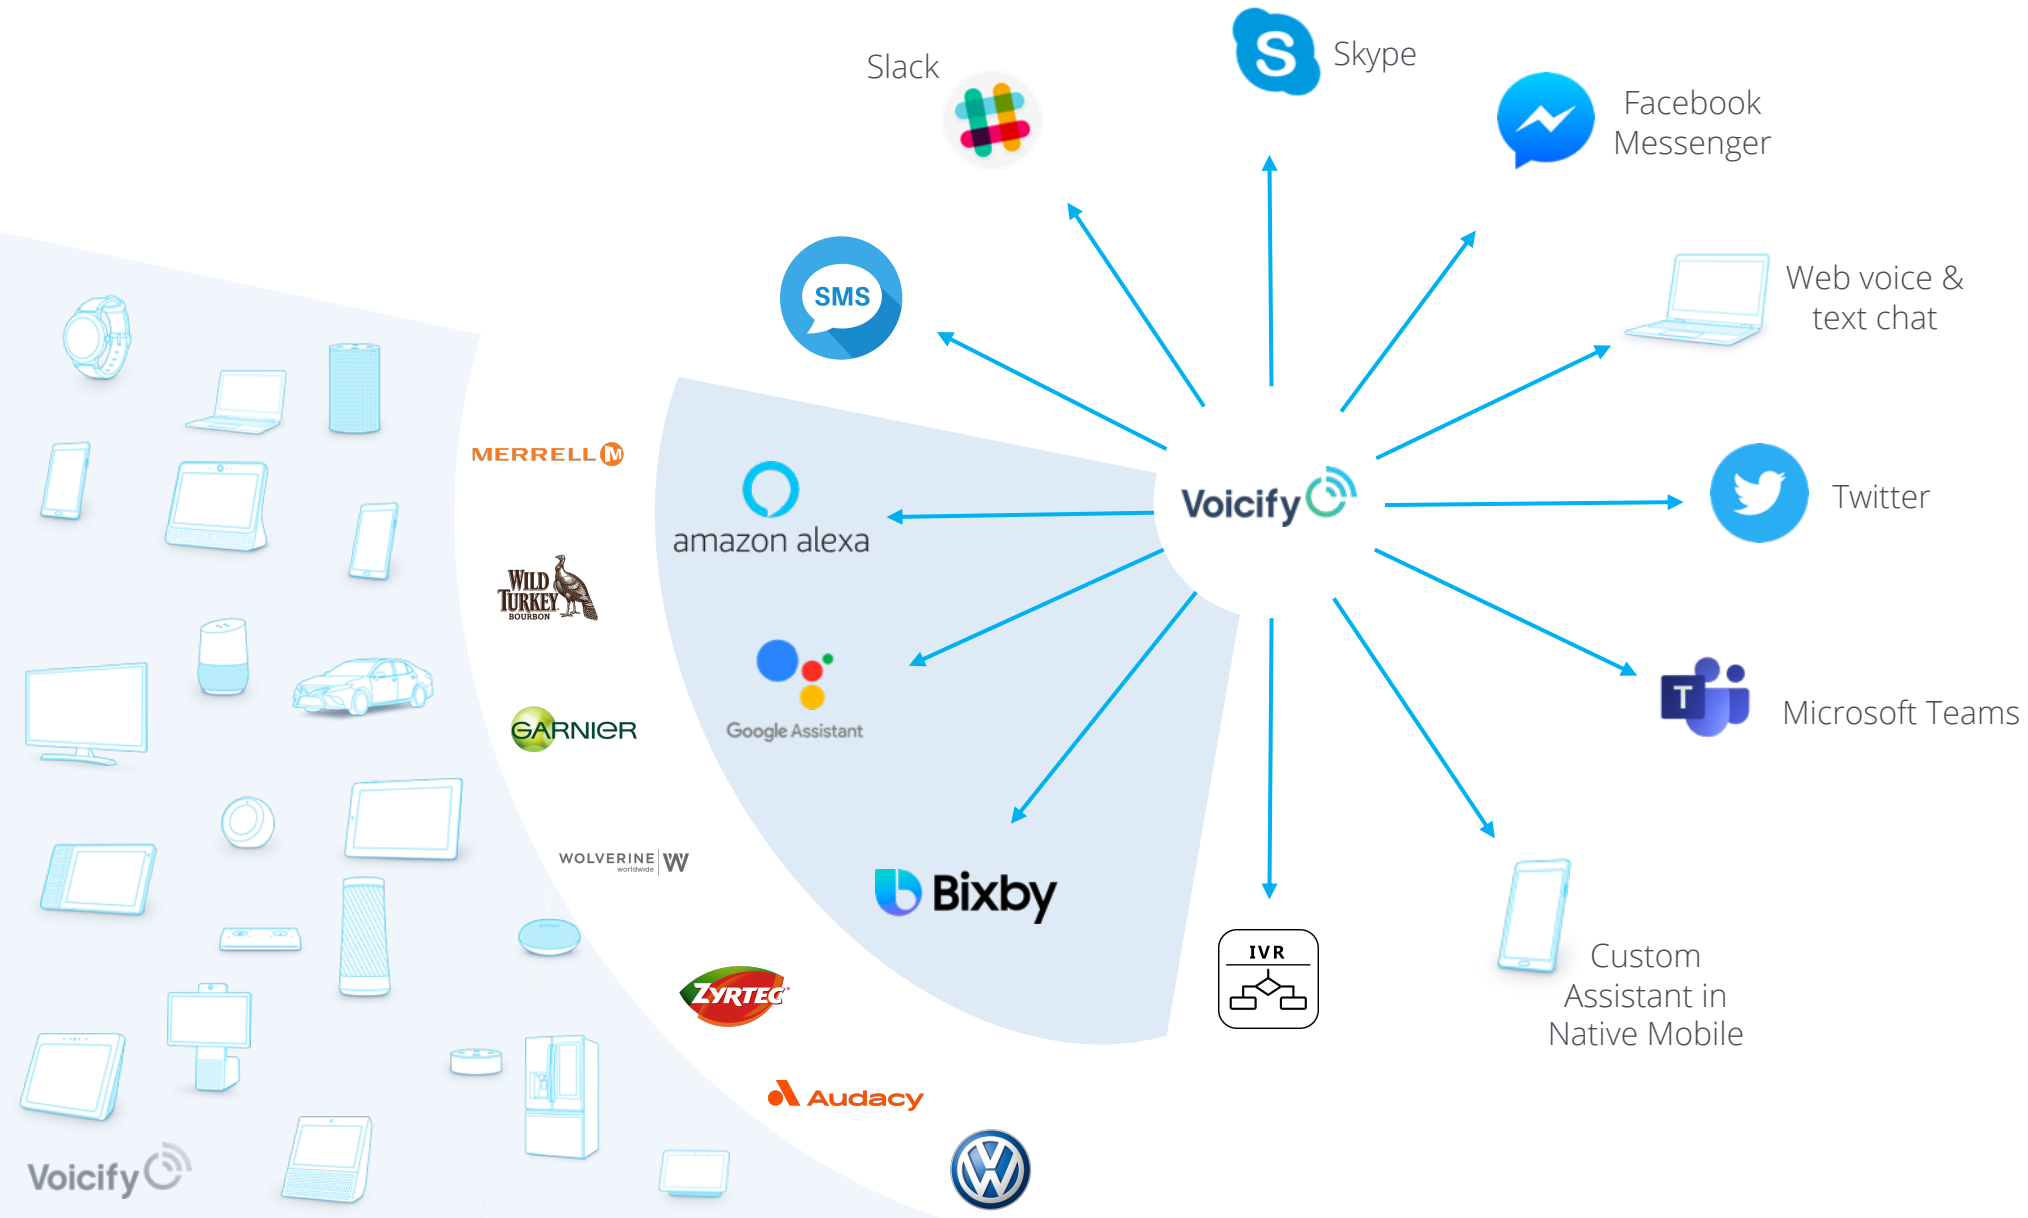 Slack
Skype
Facebook
Messenger
SMS
Web voice &
text chat
MERRELL M
amazon alexa
Voicify
Twitter
WILD
TURKEY
BOURBON
Google Assistant
GARNIER
T
Microsoft Teams
WOLVERINE
worldwide
Bixby
IVR
Custom
Assistant in
Native Mobile
ZYRTEC®
Audacy
Voicify